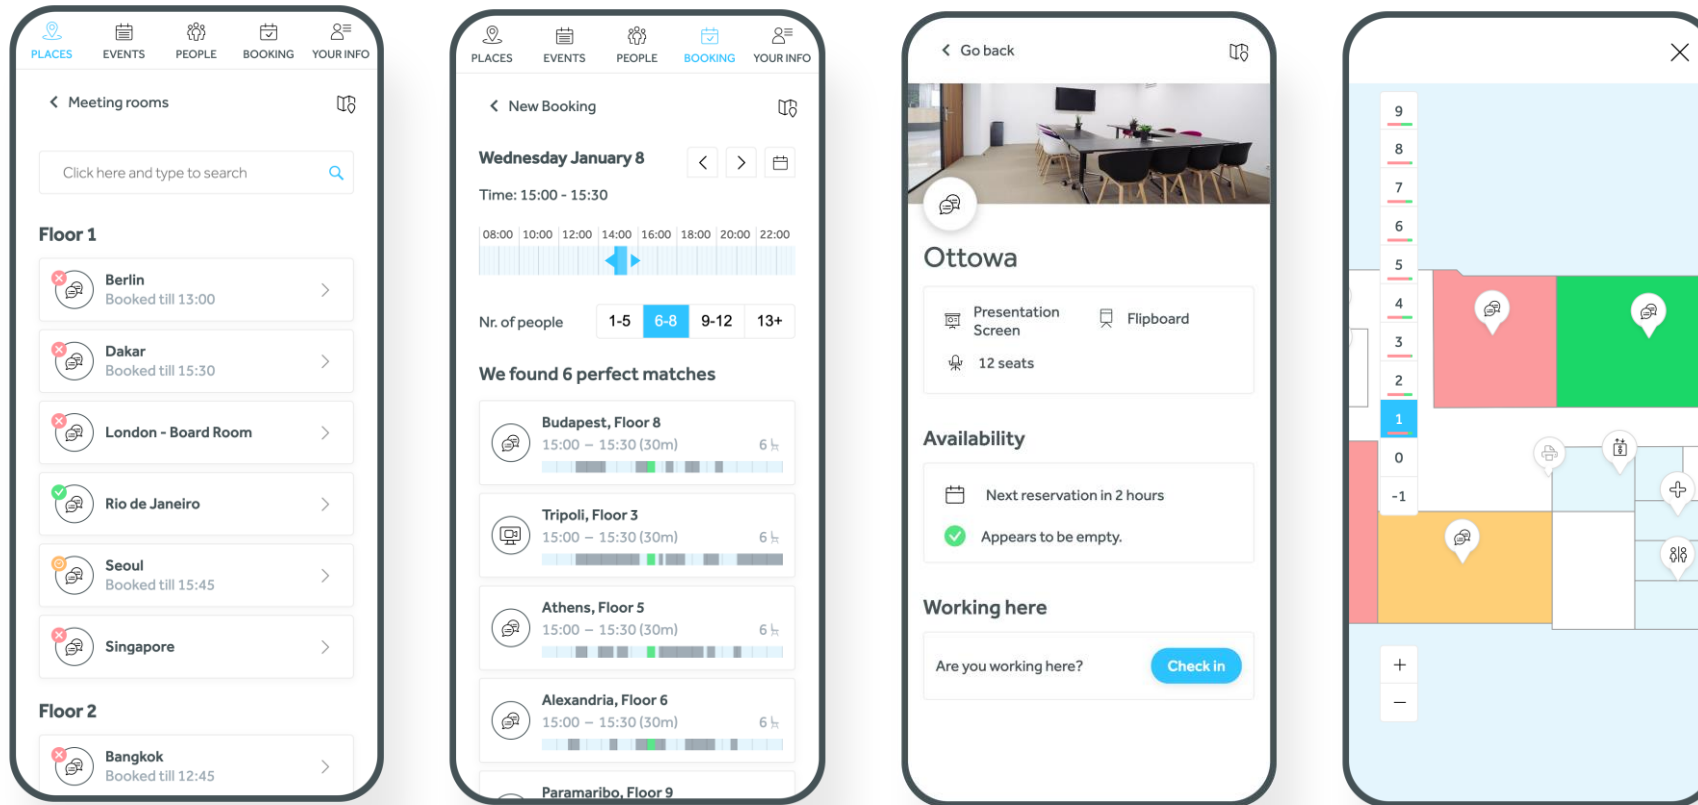 PLACES EVENTS PEOPLE BOOKING YOUR INFO
Meeting rooms
Click here and type to search
Floor 1
Berlin
Booked till 13:00
Dakar
Booked till 15:30
London - Board Room
Rio de Janeiro
Seoul
Booked till 15:45
Singapore
Floor 2
Bangkok
Booked till 12:45
PLACES EVENTS PEOPLE BOOKING YOUR INFO
New Booking
Wednesday January 8
Time: 15:00 - 15:30
08:00 10:00 12:00 14:00 16:00 18:00 20:00 22:00
Nr. of people 1-5 6-8 9-12 13+
We found 6 perfect matches
Budapest, Floor 8
15:00 – 15:30 (30m) 6
Tripoli, Floor 3
15:00 – 15:30 (30m) 6
Athens, Floor 5
15:00 – 15:30 (30m) 6
Alexandria, Floor 6
15:00 – 15:30 (30m) 6
Paramaribo, Floor 9
Go back
Ottowa
Presentation
Screen
Flipboard
12 seats
Availability
Next reservation in 2 hours
Appears to be empty.
Working here
Are you working here? Check in
9
8
7
6
5
4
3
2
1
0
-1
+
−